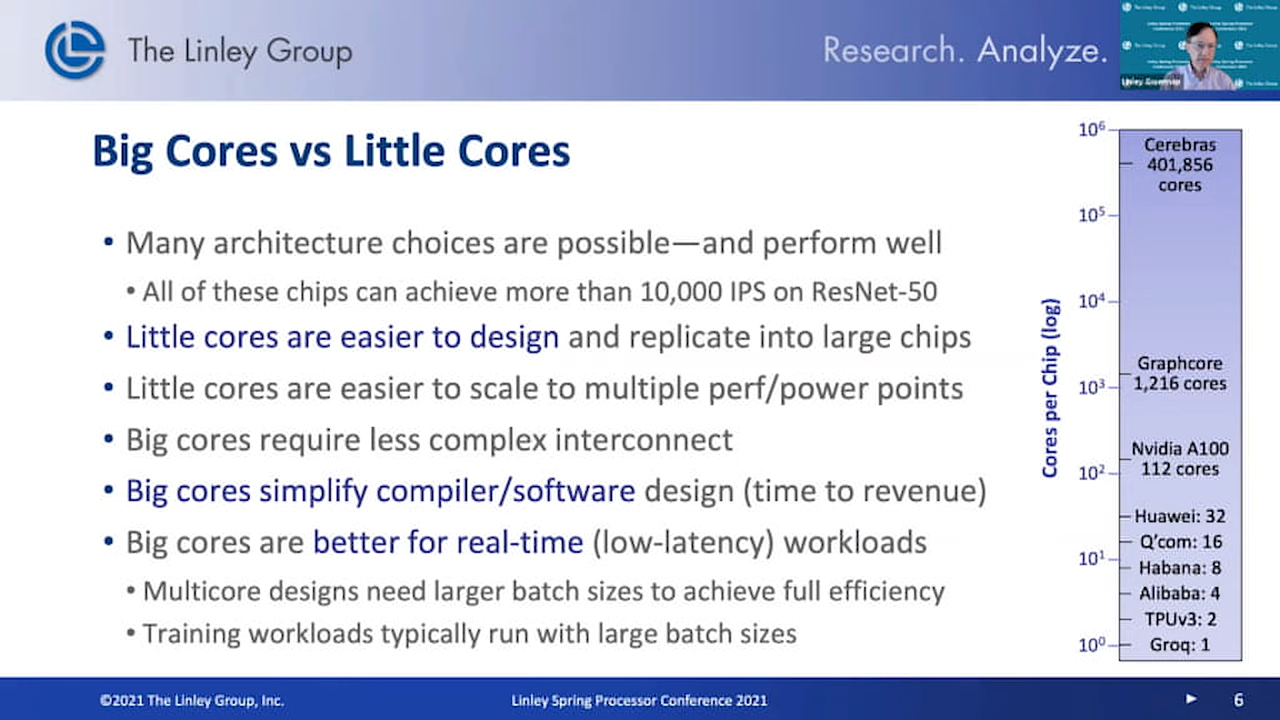 The Linley Group
Research. Analyze.
Linley Gwennap
Big Cores vs Little Cores
• Many architecture choices are possible—and perform well
• All of these chips can achieve more than 10,000 IPS on ResNet-50
• Little cores are easier to design and replicate into large chips
• Little cores are easier to scale to multiple perf/power points
• Big cores require less complex interconnect
• Big cores simplify compiler/software design (time to revenue)
• Big cores are better for real-time (low-latency) workloads
• Multicore designs need larger batch sizes to achieve full efficiency
• Training workloads typically run with large batch sizes
Cores per Chip (log)
10⁶
10⁵
10⁴
10³
10²
10¹
10⁰
Cerebras
401,856
cores
Graphcore
1,216 cores
Nvidia A100
112 cores
Huawei: 32
Q’com: 16
Habana: 8
Alibaba: 4
TPUv3: 2
Groq: 1
©2021 The Linley Group, Inc.
Linley Spring Processor Conference 2021
6